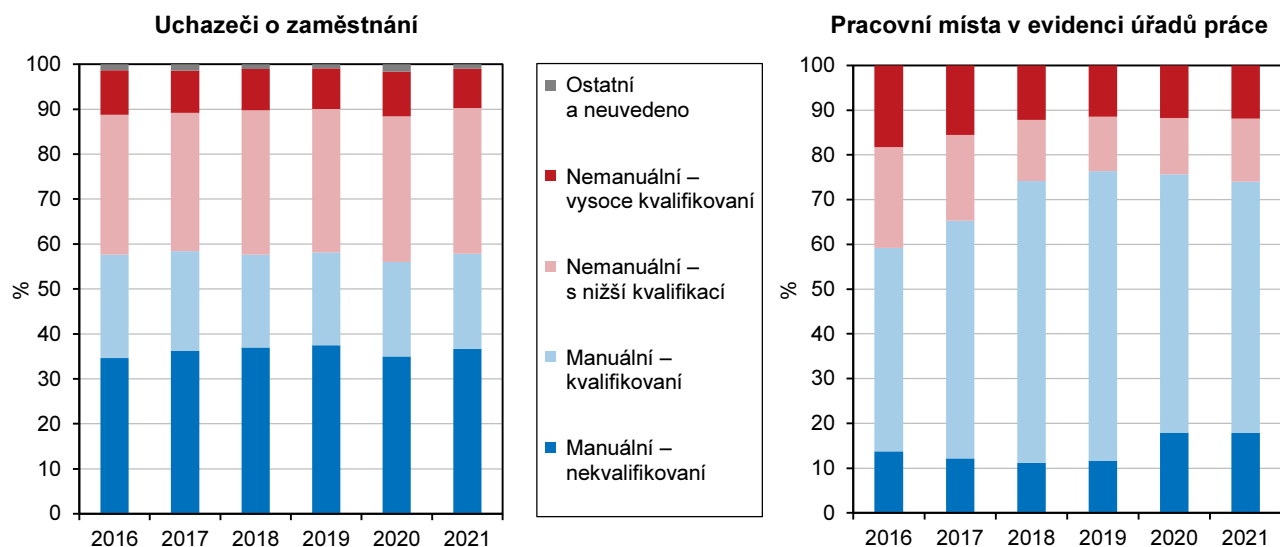 Uchazeči o zaměstnání
100
90
80
70
60
50
40
30
20
10
0
%
2016 2017 2018 2019 2020 2021
Ostatní
a neuvedeno
Nemanuální –
vysoce kvalifikovaní
Nemanuální –
s nižší kvalifikací
Manuální –
kvalifikovaní
Manuální –
nekvalifikovaní
Pracovní místa v evidenci úřadů práce
100
90
80
70
60
50
40
30
20
10
0
%
2016 2017 2018 2019 2020 2021